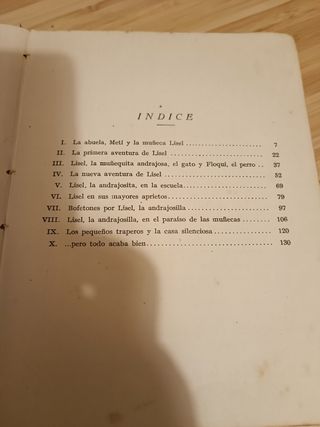 INDICE
I. La abuela, Metl y la muñeca Lisel ........................ 7
II. La primera aventura de Lisel ........................ 22
III. Lisel, la muñequita andrajosa, el gato y Floqui, el perro .. 37
IV. La nueva aventura de Lisel ........................ 52
V. Lisel, la andrajosita, en la escuela ........................ 69
VI. Lisel en sus mayores aprietos ........................ 79
VII. Bofetones por Lisel, la andrajosilla ........................ 97
VIII. Lisel, la andrajosilla, en el paraíso de las muñecas ........ 106
IX. Los pequeños traperos y la casa silenciosa ............ 120
X. ...pero todo acaba bien ........................ 130